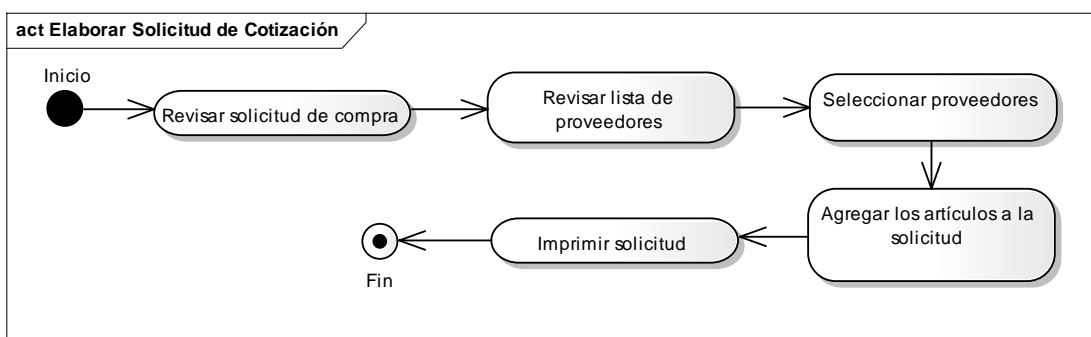 act Elaborar Solicitud de Cotización
Inicio
Revisar solicitud de compra
Revisar lista de
proveedores
Seleccionar proveedores
Agregar los artículos a la
solicitud
Imprimir solicitud
Fin